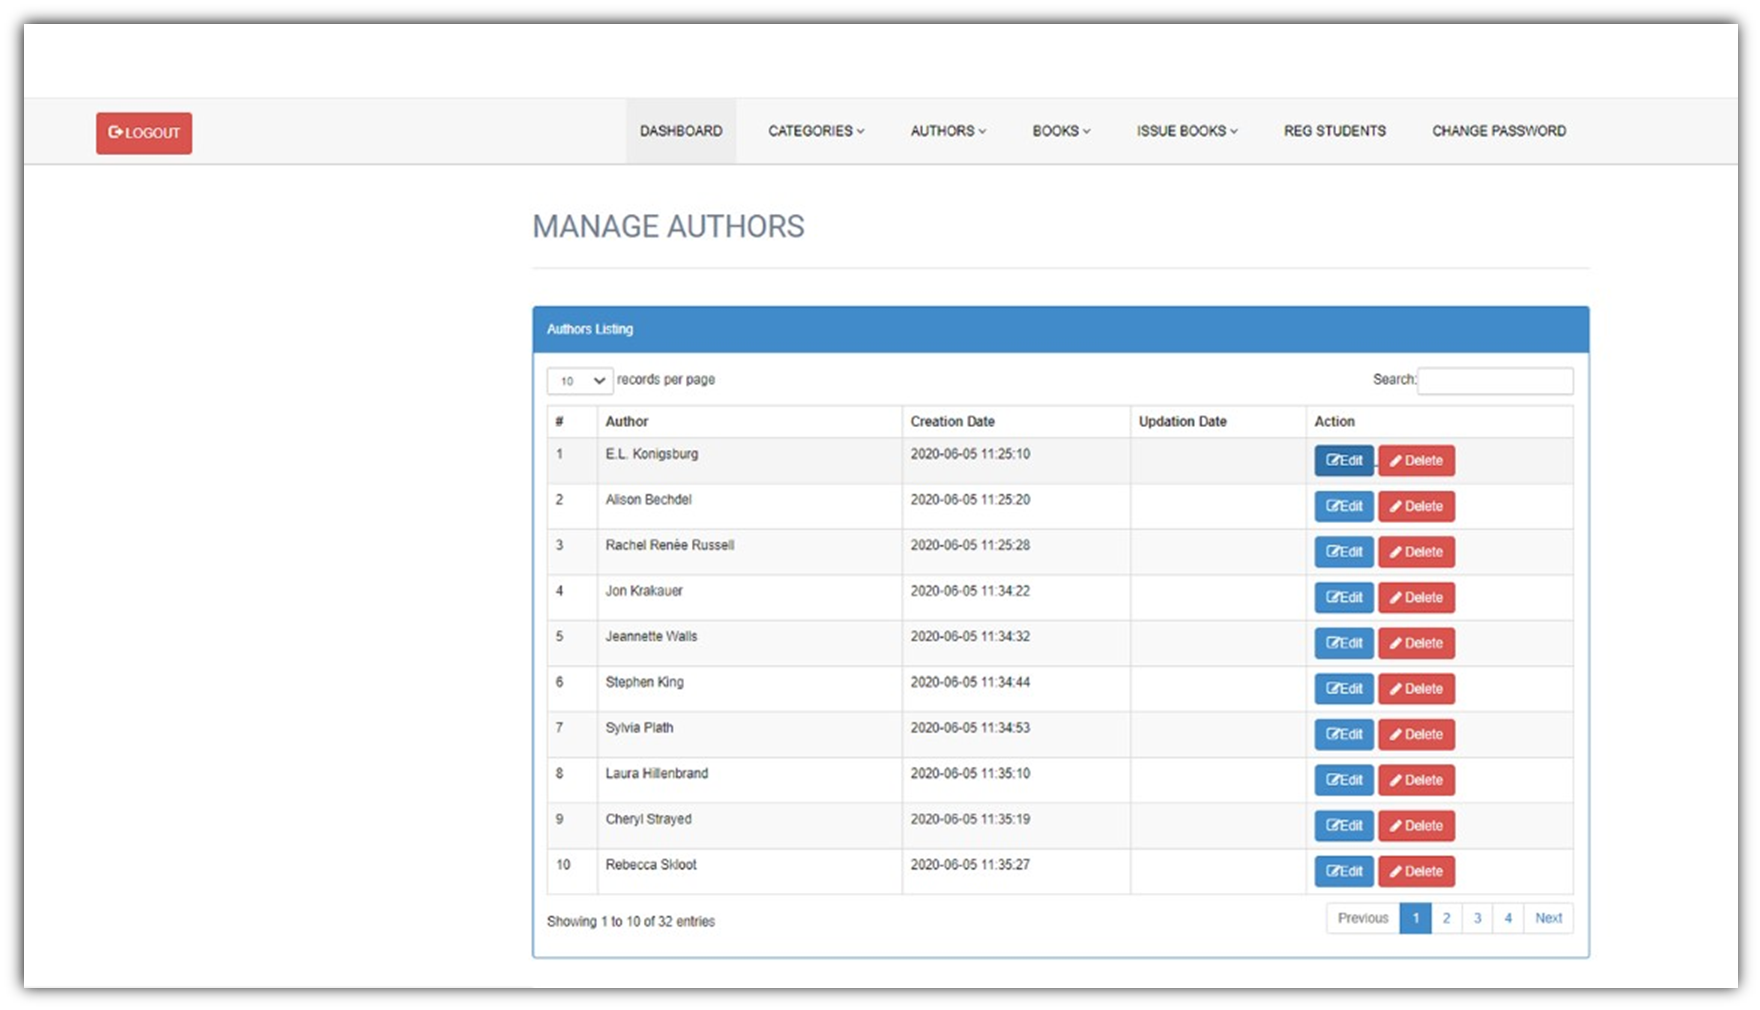 LOGOUT DASHBOARD CATEGORIES AUTHORS BOOKS ISSUE BOOKS REG STUDENTS CHANGE PASSWORD
MANAGE AUTHORS
Authors Listing
10 records per page Search:
# Author Creation Date Updation Date Action
1 E.L. Konigsburg 2020-06-05 11:25:10 Edit Delete
2 Alison Bechdel 2020-06-05 11:25:20 Edit Delete
3 Rachel Renée Russell 2020-06-05 11:25:28 Edit Delete
4 Jon Krakauer 2020-06-05 11:34:22 Edit Delete
5 Jeannette Walls 2020-06-05 11:34:32 Edit Delete
6 Stephen King 2020-06-05 11:34:44 Edit Delete
7 Sylvia Plath 2020-06-05 11:34:53 Edit Delete
8 Laura Hillenbrand 2020-06-05 11:35:10 Edit Delete
9 Cheryl Strayed 2020-06-05 11:35:19 Edit Delete
10 Rebecca Skloot 2020-06-05 11:35:27 Edit Delete
Showing 1 to 10 of 32 entries Previous 1 2 3 4 Next